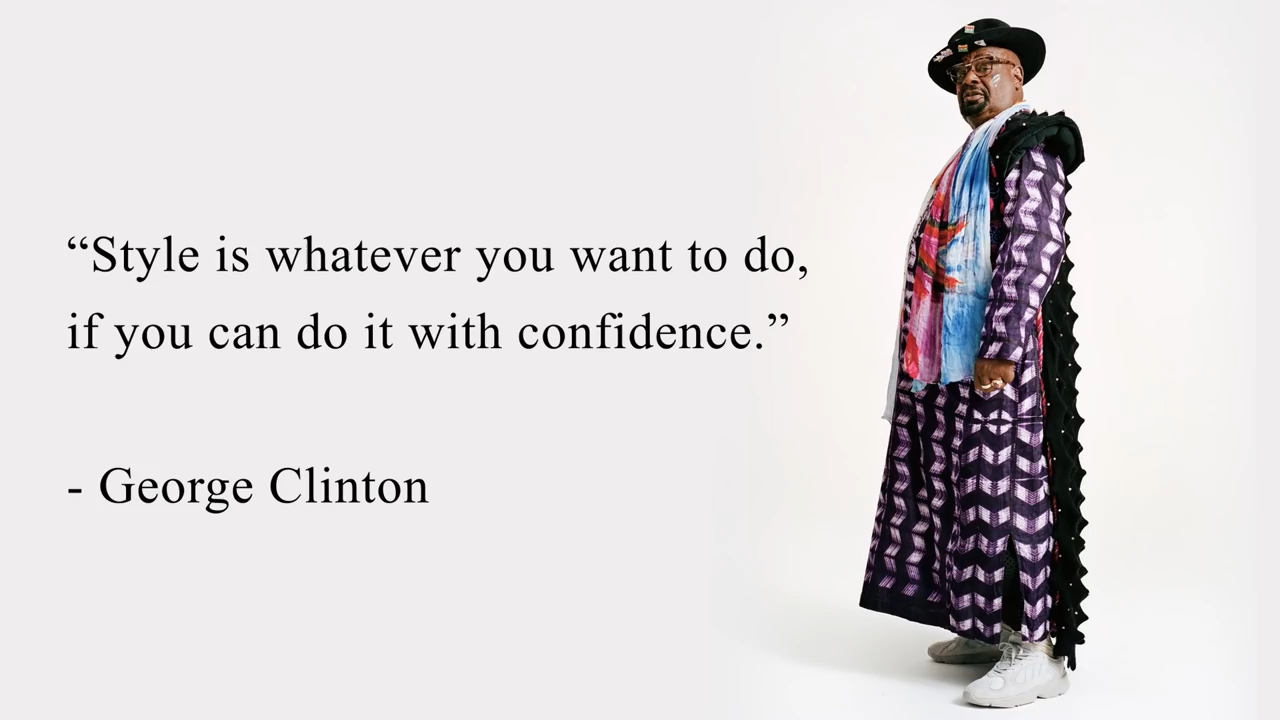 “Style is whatever you want to do,
if you can do it with confidence.”
- George Clinton